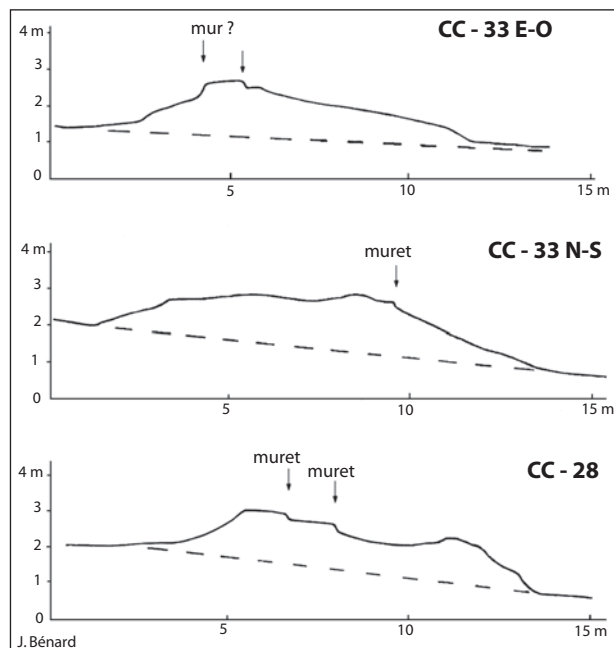 mur ?
CC - 33 E-O
4 m
3
2
1
0
5
10
15 m
CC - 33 N-S
muret
4 m
3
2
1
0
5
10
15 m
CC - 28
muret
muret
4 m
3
2
1
0
5
10
15 m
J. Bénard